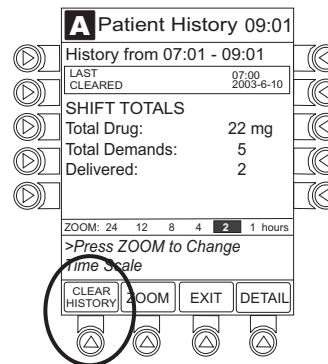 A Patient History 09:01
History from 07:01 - 09:01
LAST 07:00
CLEARED 2003-6-10
SHIFT TOTALS
Total Drug: 22 mg
Total Demands: 5
Delivered: 2
ZOOM: 24 12 8 4 2 1 hours
>Press ZOOM to Change
Time Scale
CLEAR HISTORY ZOOM EXIT DETAIL